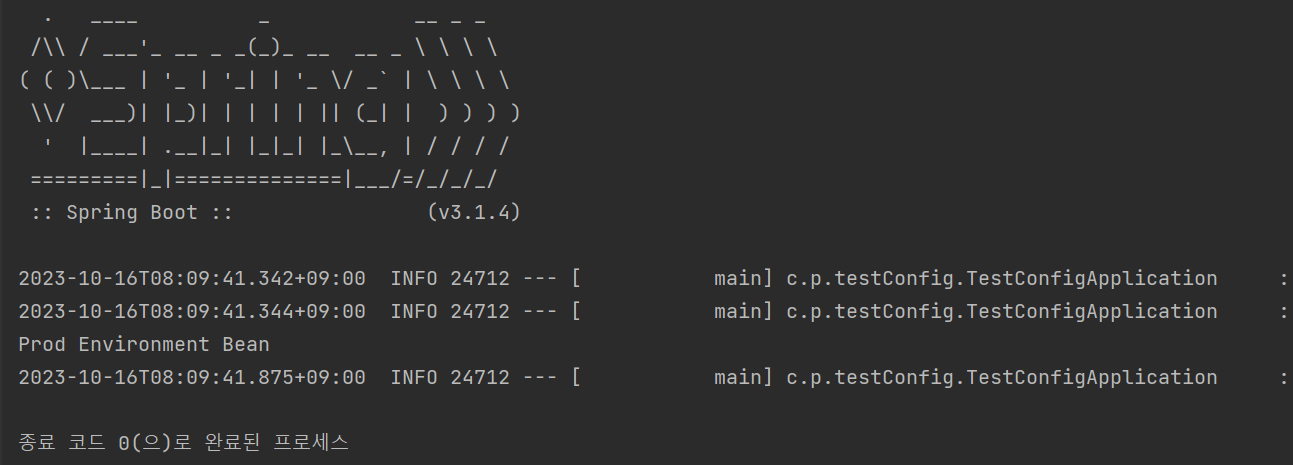 .   ____          _            __ _ _
 /\\ / ___'_ __ _ _(_)_ __  __ _ \ \ \ \
( ( )\___ | '_ | '_| | '_ \/ _` | \ \ \ \
 \\/  ___)| |_)| | | | | || (_| |  ) ) ) )
  '  |____| .__|_| |_|_| |_\__, | / / / /
 =========|_|==============|___/=/_/_/_/
 :: Spring Boot ::                (v3.1.4)
2023-10-16T08:09:41.342+09:00  INFO 24712 --- [           main] c.p.testConfig.TestConfigApplication     :
2023-10-16T08:09:41.344+09:00  INFO 24712 --- [           main] c.p.testConfig.TestConfigApplication     :
Prod Environment Bean
2023-10-16T08:09:41.875+09:00  INFO 24712 --- [           main] c.p.testConfig.TestConfigApplication     :
종료 코드 0(으)로 완료된 프로세스